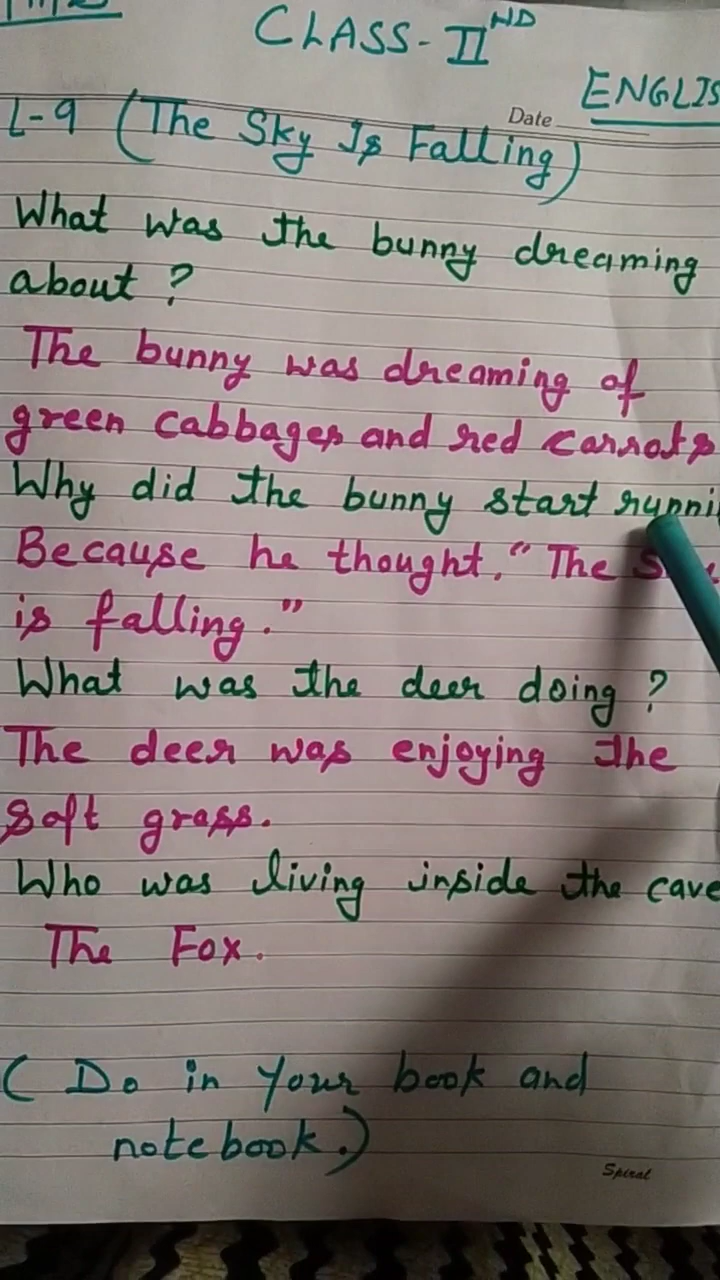 CLASS-II ND
ENGLIS
Date
L-9 (The Sky Is Falling)
What was the bunny dreaming
about ?
The bunny was dreaming of
green cabbages and red carrots
Why did the bunny start runni
Because he thought, "The
is falling."
What was the deer doing ?
The deer was enjoying the
soft grass.
Who was living inside the cave
The Fox.
( Do in your book and
notebook.)
Spiral